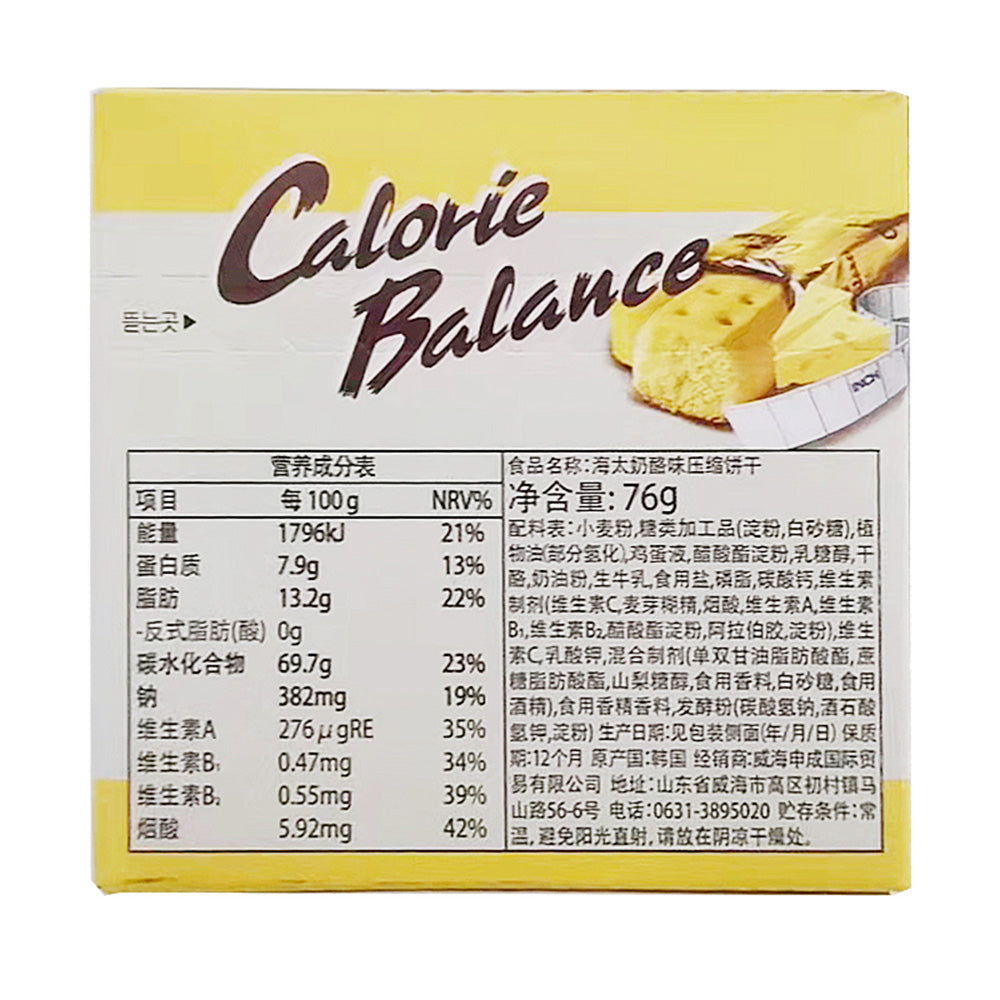 Calorie
Balance
뜯는곳▶
INCH
营养成分表
项目 每100g NRV%
能量 1796kJ 21%
蛋白质 7.9g 13%
脂肪 13.2g 22%
-反式脂肪(酸) 0g
碳水化合物 69.7g 23%
钠 382mg 19%
维生素A 276μgRE 35%
维生素B₁ 0.47mg 34%
维生素B₂ 0.55mg 39%
烟酸 5.92mg 42%
食品名称:海太奶酪味压缩饼干
净含量:76g
配料表:小麦粉,糖类加工品(淀粉,白砂糖),植
物油(部分氢化),鸡蛋液,醋酸酯淀粉,乳糖醇,干
酪,奶油粉,生牛乳,食用盐,磷脂,碳酸钙,维生素
制剂(维生素C,麦芽糊精,烟酸,维生素A,维生素
B₁,维生素B₂,醋酸酯淀粉,阿拉伯胶,淀粉),维生
素C,乳酸钾,混合制剂(单双甘油脂肪酸酯,蔗
糖脂肪酸酯,山梨糖醇,食用香料,白砂糖,食用
酒精),食用香精香料,发酵粉(碳酸氢钠,酒石酸
氢钾,淀粉) 生产日期:见包装侧面(年/月/日) 保质
期:12个月 原产国:韩国 经销商:威海申成国际贸
易有限公司 地址:山东省威海市高区初村镇马
山路56-6号 电话:0631-3895020 贮存条件:常
温,避免阳光直射,请放在阴凉干燥处。